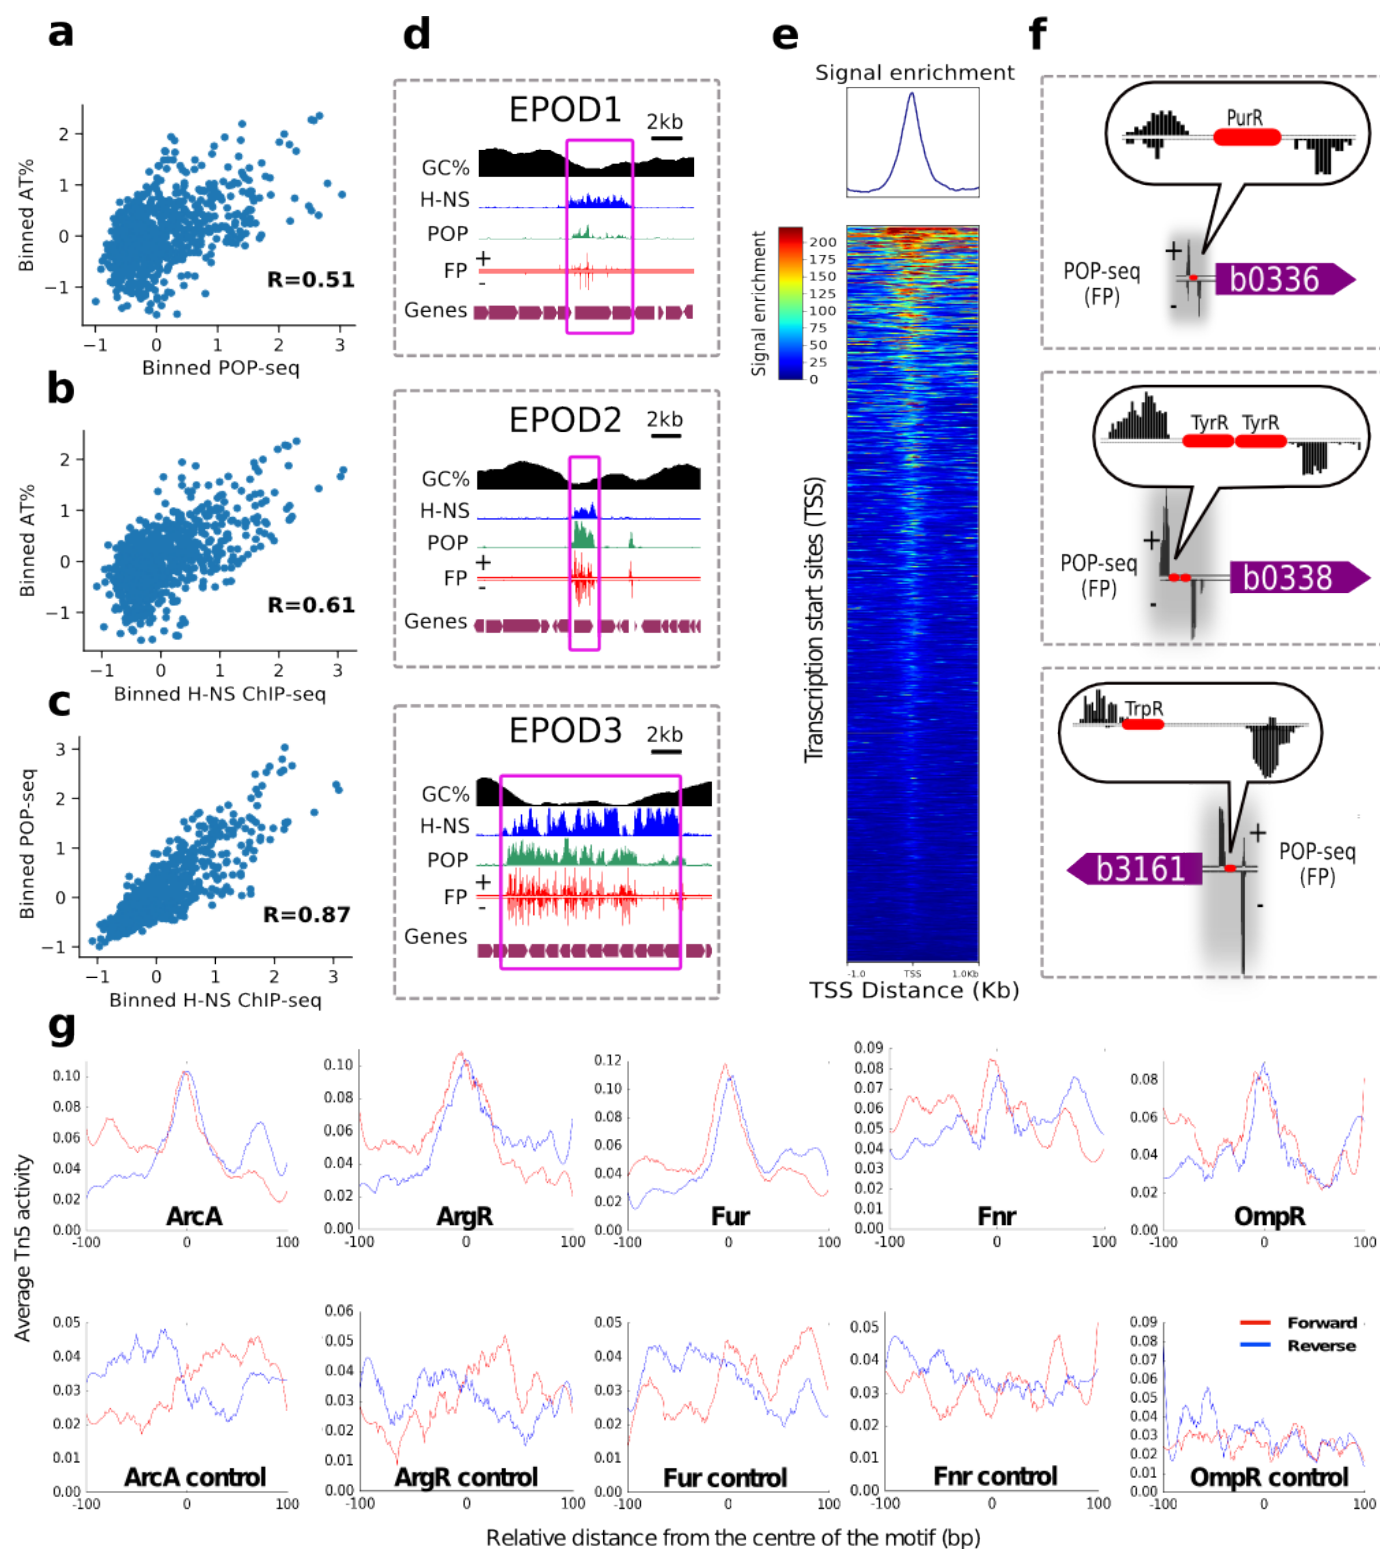 a
2
1
0
−1
−1
0
1
2
3
Binned AT%
R=0.51
Binned POP-seq
b
2
1
0
−1
−1
0
1
2
3
Binned AT%
R=0.61
Binned H-NS ChIP-seq
c
3
2
1
0
−1
−1
0
1
2
3
Binned POP-seq
R=0.87
Binned H-NS ChIP-seq
d
EPOD1
2kb
GC%
H-NS
POP
+
FP
-
Genes
EPOD2
2kb
GC%
H-NS
POP
+
FP
-
Genes
EPOD3
2kb
GC%
H-NS
POP
+
FP
-
Genes
e
Signal enrichment
Signal enrichment
200
175
150
125
100
75
50
25
0
Transcription start sites (TSS)
-1.0
TSS
1.0Kb
TSS Distance (Kb)
f
PurR
POP-seq
(FP)
+
-
b0336
TyrR TyrR
POP-seq
(FP)
+
-
b0338
TrpR
b3161
+
-
POP-seq
(FP)
g
Average Tn5 activity
0.10
0.08
0.06
0.04
0.02
0.00
ArcA
-100 0 100
0.10
0.08
0.06
0.04
0.02
0.00
ArgR
-100 0 100
0.12
0.10
0.08
0.06
0.04
0.02
0.00
Fur
-100 0 100
0.09
0.08
0.07
0.06
0.05
0.04
0.03
0.02
0.01
0.00
Fnr
-100 0 100
0.10
0.08
0.06
0.04
0.02
0.00
OmpR
-100 0 100
0.05
0.04
0.03
0.02
0.01
0.00
ArcA control
-100 0 100
0.06
0.05
0.04
0.03
0.02
0.01
0.00
ArgR control
-100 0 100
0.05
0.04
0.03
0.02
0.01
0.00
Fur control
-100 0 100
0.05
0.04
0.03
0.02
0.01
0.00
Fnr control
-100 0 100
0.09
0.08
0.07
0.06
0.05
0.04
0.03
0.02
0.01
0.00
Forward
Reverse
OmpR control
-100 0 100
Relative distance from the centre of the motif (bp)